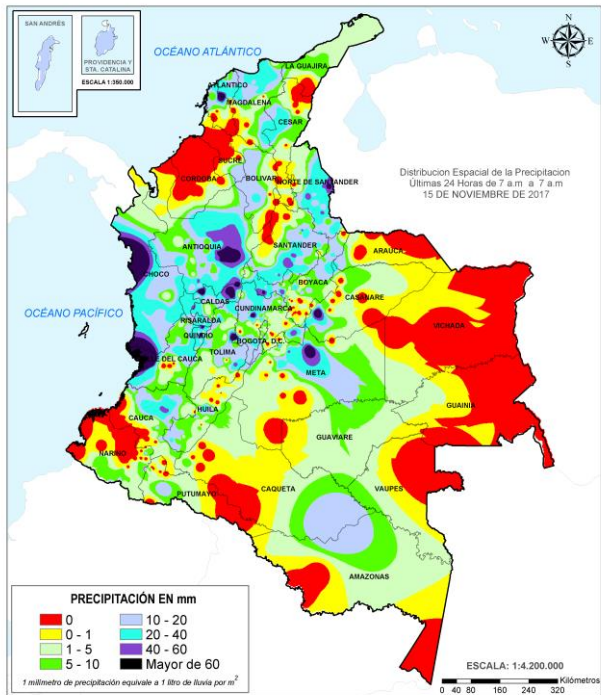 SAN ANDRÉS
PROVIDENCIA Y
STA. CATALINA
ESCALA 1:350.000
OCÉANO ATLÁNTICO
N
W
E
S
LA GUAJIRA
ATLANTICO
MAGDALENA
CESAR
SUCRE
CORDOBA
BOLIVAR
NORTE DE SANTANDER
Distribucion Espacial de la Precipitacion
Últimas 24 Horas de 7 a.m a 7 a.m
15 DE NOVIEMBRE DE 2017
ANTIOQUIA
SANTANDER
ARAUCA
CHOCO
BOYACA
CASANARE
OCÉANO PACÍFICO
CALDAS
CUNDINAMARCA
RISARALDA
VICHADA
QUINDIO
BOGOTA, D.C.
TOLIMA
E DEL CAUCA
META
GUAINIA
CAUCA
HUILA
GUAVIARE
NARIÑO
PUTUMAYO
CAQUETA
VAUPES
AMAZONAS
PRECIPITACIÓN EN mm
0
10 - 20
0 - 1
20 - 40
1 - 5
40 - 60
5 - 10
Mayor de 60
1 milímetro de precipitación equivale a 1 litro de lluvia por m2
ESCALA: 1:4.200.000
0 40 80 160 240 320
Kilómetros